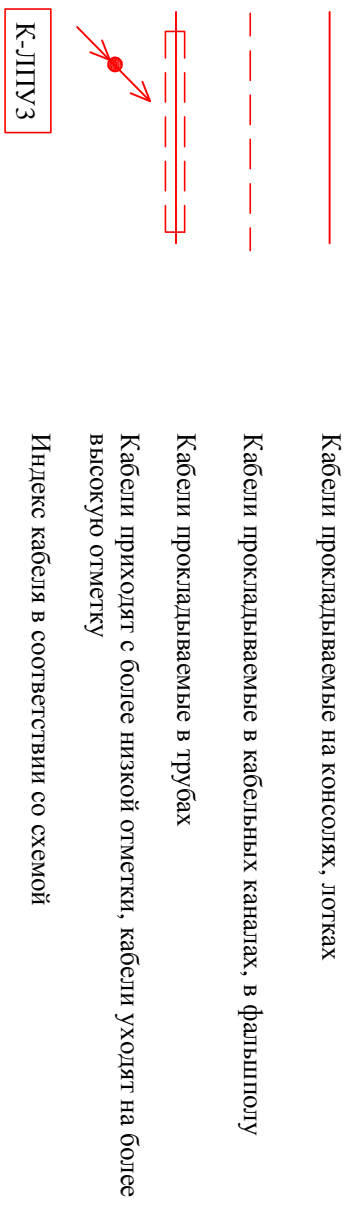 Кабели прокладываемые на консолях, лотках
Кабели прокладываемые в кабельных каналах, в фальшполу
Кабели прокладываемые в трубах
Кабели приходят с более низкой отметки, кабели уходят на более
высокую отметку
К-ЛПУ3
Индекс кабеля в соответствии со схемой